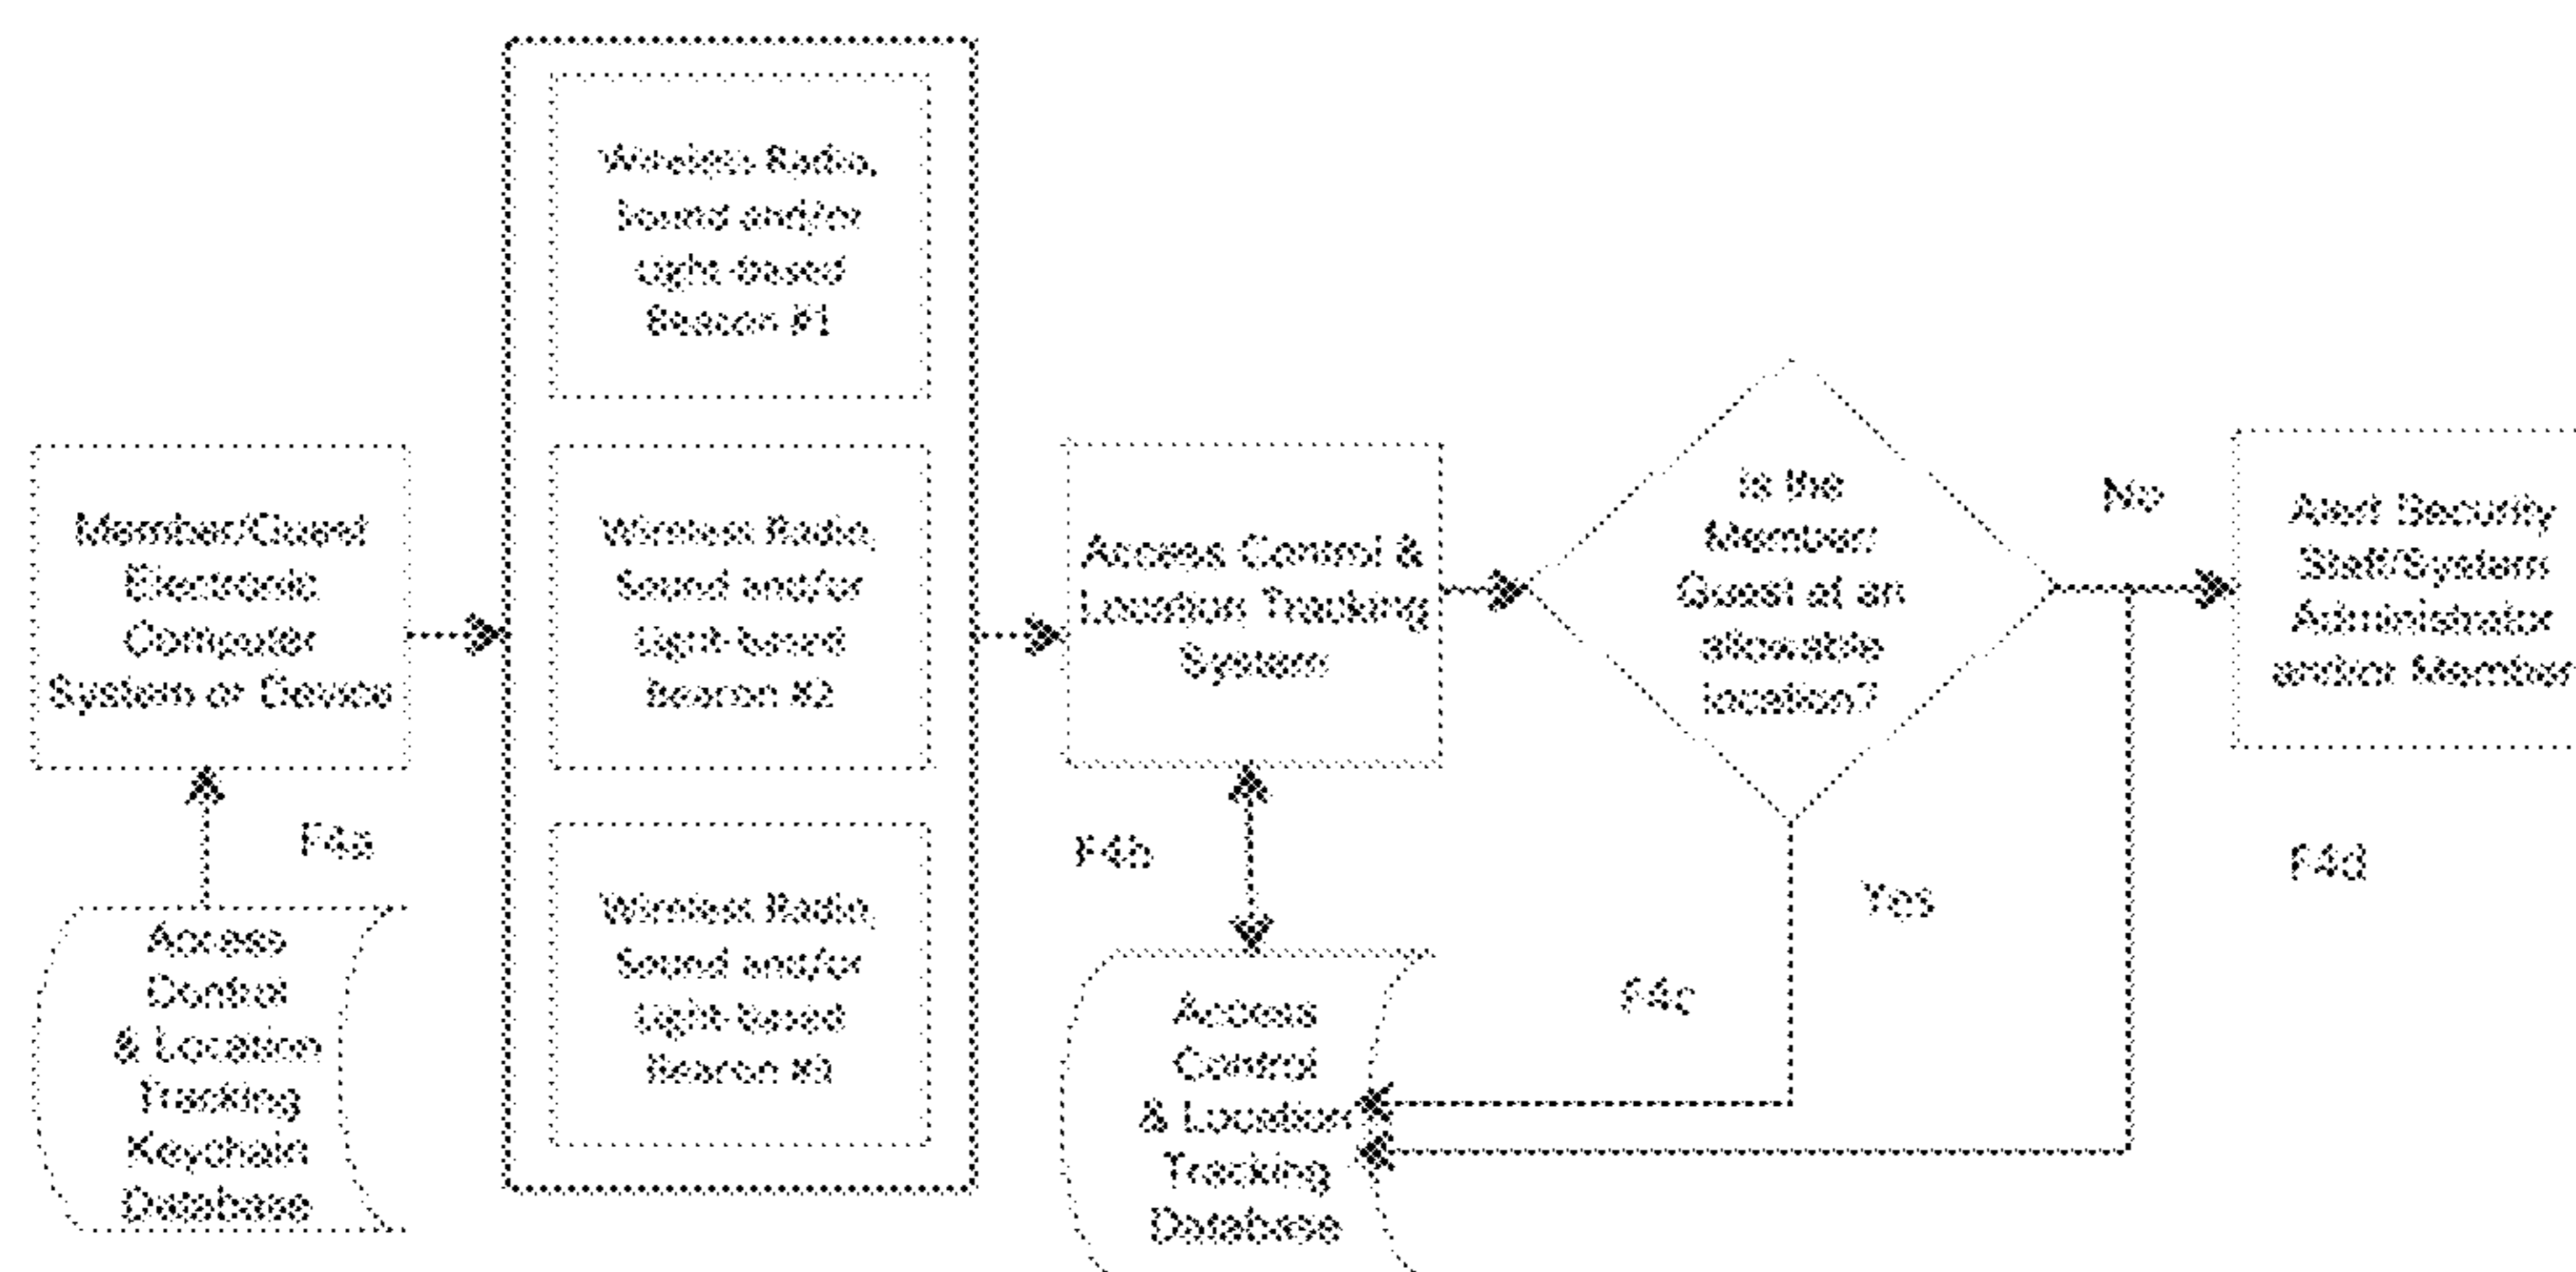 Member/Guest
Electronic
Computer
System or Device
F4a
Access
Control
& Location
Tracking
Keychain
Database
Wireless Radio,
Sound and/or
Light-based
Beacon #1
Wireless Radio,
Sound and/or
Light-based
Beacon #2
Wireless Radio,
Sound and/or
Light-based
Beacon #3
Access Control &
Location Tracking
System
F4b
Access
Control
& Location
Tracking
Database
Is the
Member/
Guest at an
allowable
location?
Yes
F4c
No
Alert Security
Staff/System
Administrator
and/or Member
F4d